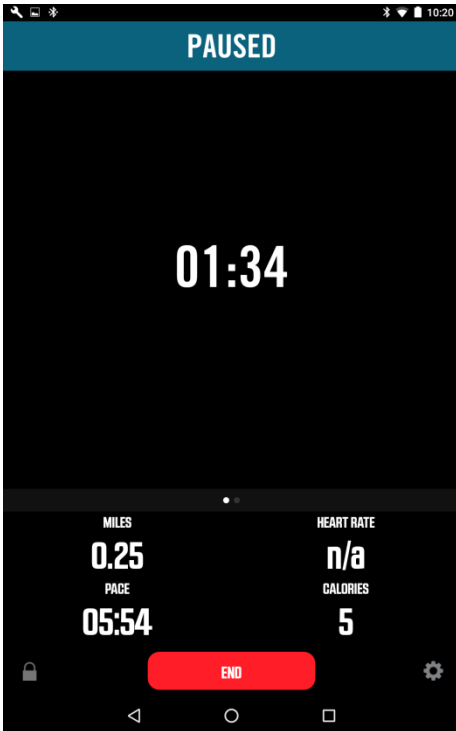 10:20
PAUSED
01:34
MILES HEART RATE
0.25 n/a
PACE CALORIES
05:54 5
END